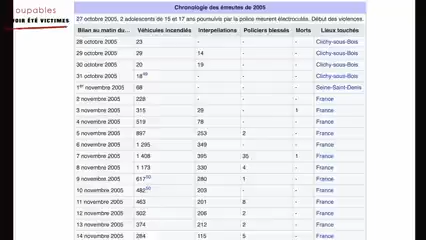 oupables
OIR ÉTÉ VICTIMES
Chronologie des émeutes de 2005
27 octobre 2005, 2 adolescents de 15 et 17 ans poursuivis par la police meurent électrocutés. Début des violences.
Bilan au matin du... Véhicules incendiés Interpellations Policiers blessés Morts Lieux touchés
28 octobre 2005 23 - - - Clichy-sous-Bois
29 octobre 2005 29 14 - - Clichy-sous-Bois
30 octobre 2005 20 19 - - Clichy-sous-Bois
31 octobre 2005 18 - - - Clichy-sous-Bois
1er novembre 2005 68 - - - Seine-Saint-Denis
2 novembre 2005 228 - - - France
3 novembre 2005 315 29 - 1 France
4 novembre 2005 519 78 - - France
5 novembre 2005 897 253 2 - France
6 novembre 2005 1 295 349 - - France
7 novembre 2005 1 408 395 35 1 France
8 novembre 2005 1 173 330 4 - France
9 novembre 2005 617 280 1 - France
10 novembre 2005 482 203 - - France
11 novembre 2005 463 201 8 - France
12 novembre 2005 502 206 2 - France
13 novembre 2005 374 212 2 - France
14 novembre 2005 284 115 5 - France